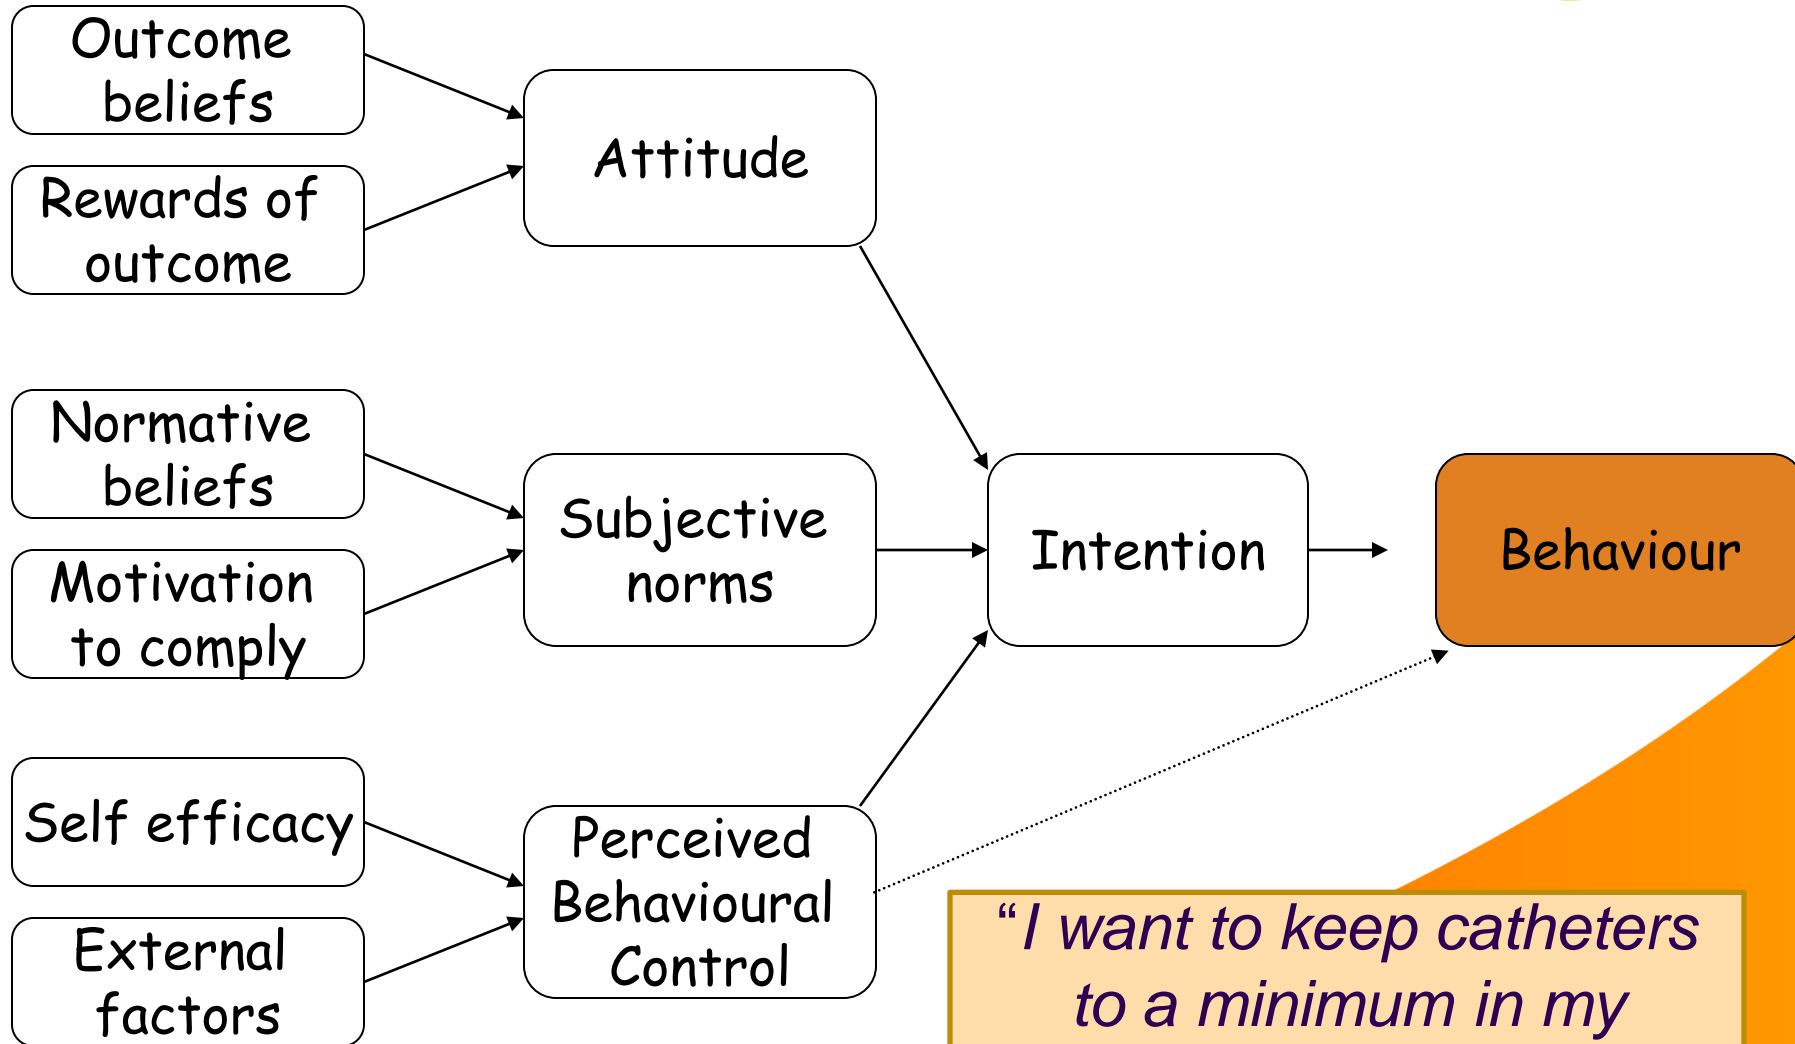 Outcome
beliefs
Rewards of
outcome
Attitude
Normative
beliefs
Motivation
to comply
Subjective
norms
Intention
Behaviour
Self efficacy
External
factors
Perceived
Behavioural
Control
“I want to keep catheters
to a minimum in my